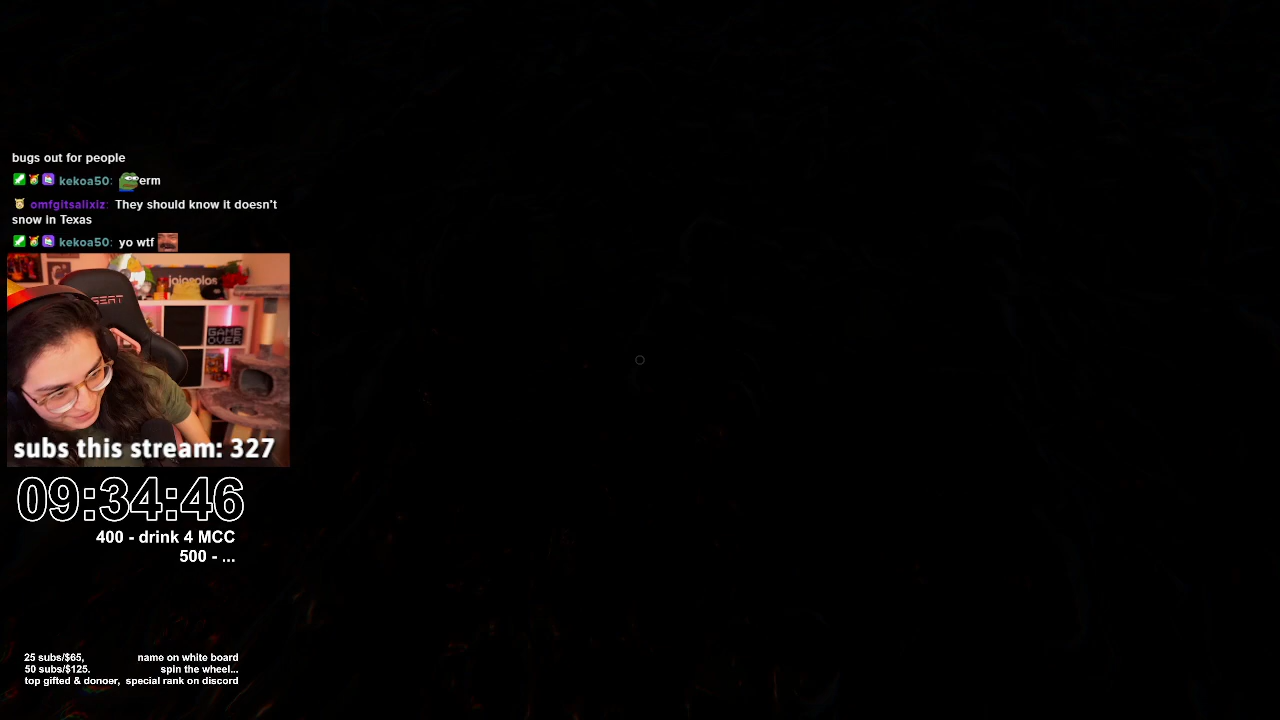 bugs out for people
kekoa50: erm
omfgitsalixiz: They should know it doesn't
snow in Texas
kekoa50: yo wtf
jojosolos
GAME
OVER
subs this stream: 327
09:34:46
400 - drink 4 MCC
500 - ...
25 subs/$65, name on white board
50 subs/$125. spin the wheel...
top gifted & donoer, special rank on discord